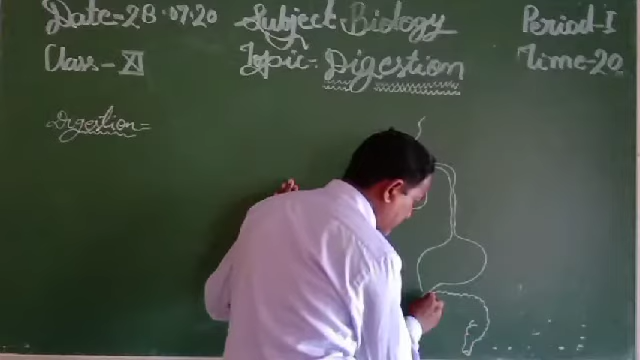 Date=28.07.20 Subject-Biology Period-I
Class.-XI Topic:-Digestion Time=20
Digestion=